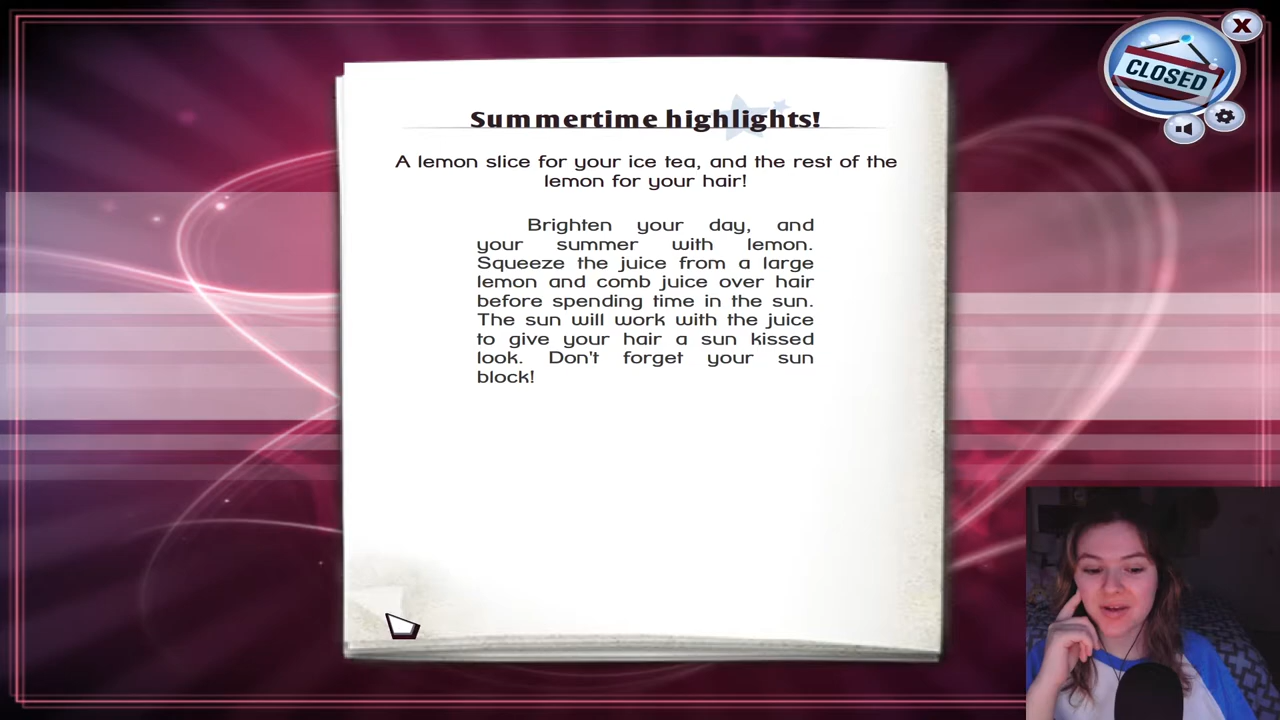 CLOSED
Summertime highlights!
A lemon slice for your ice tea, and the rest of the
lemon for your hair!
Brighten your day, and
your summer with lemon.
Squeeze the juice from a large
lemon and comb juice over hair
before spending time in the sun.
The sun will work with the juice
to give your hair a sun kissed
look. Don't forget your sun
block!